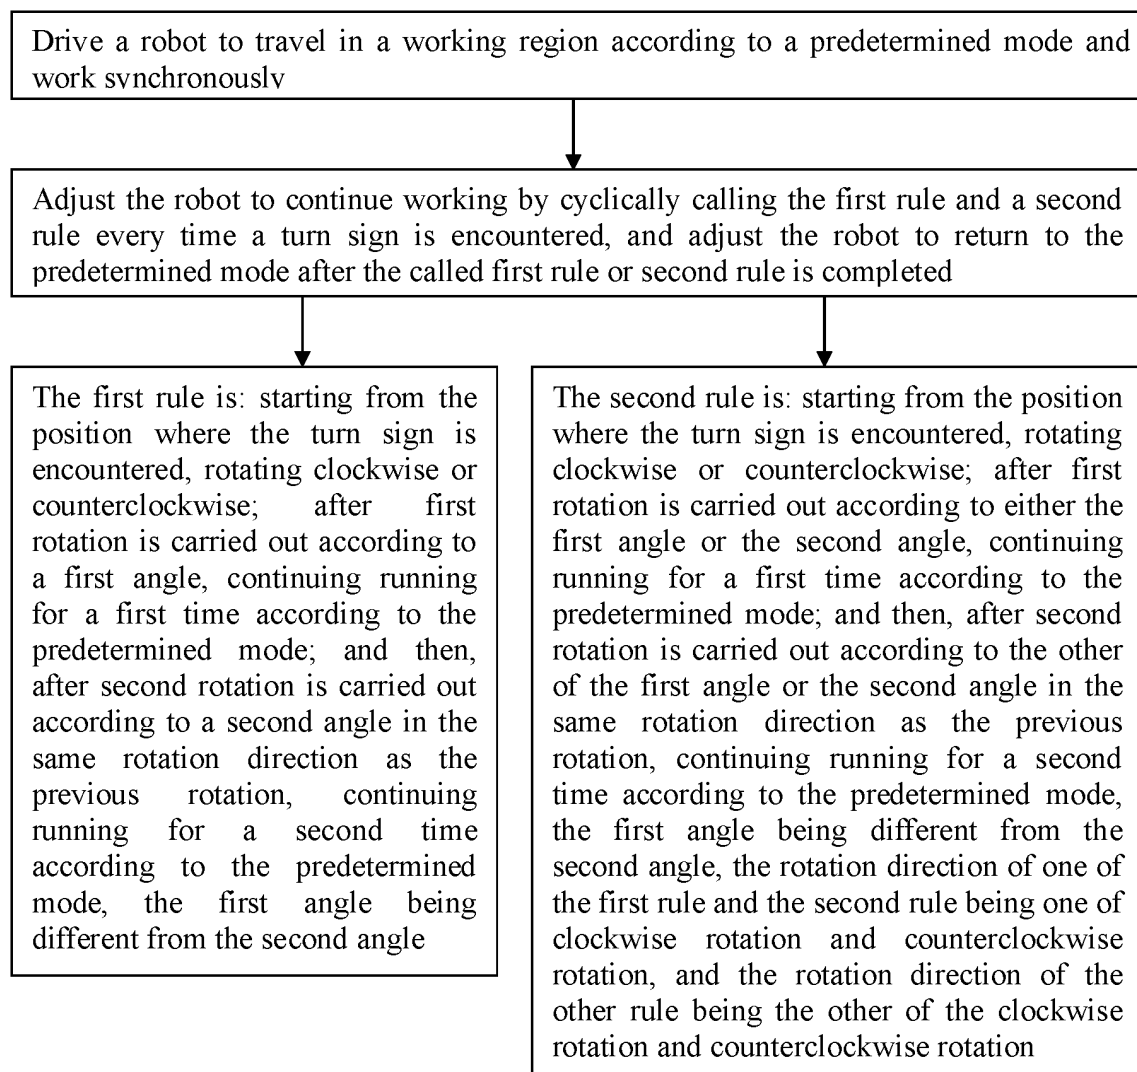 Drive a robot to travel in a working region according to a predetermined mode and
work synchronously
Adjust the robot to continue working by cyclically calling the first rule and a second
rule every time a turn sign is encountered, and adjust the robot to return to the
predetermined mode after the called first rule or second rule is completed
The first rule is: starting from the
position where the turn sign is
encountered, rotating clockwise or
counterclockwise; after first
rotation is carried out according to
a first angle, continuing running
for a first time according to the
predetermined mode; and then,
after second rotation is carried out
according to a second angle in the
same rotation direction as the
previous rotation, continuing
running for a second time
according to the predetermined
mode, the first angle being
different from the second angle
The second rule is: starting from the position
where the turn sign is encountered, rotating
clockwise or counterclockwise; after first
rotation is carried out according to either the
first angle or the second angle, continuing
running for a first time according to the
predetermined mode; and then, after second
rotation is carried out according to the other
of the first angle or the second angle in the
same rotation direction as the previous
rotation, continuing running for a second
time according to the predetermined mode,
the first angle being different from the
second angle, the rotation direction of one of
the first rule and the second rule being one of
clockwise rotation and counterclockwise
rotation, and the rotation direction of the
other rule being the other of the clockwise
rotation and counterclockwise rotation